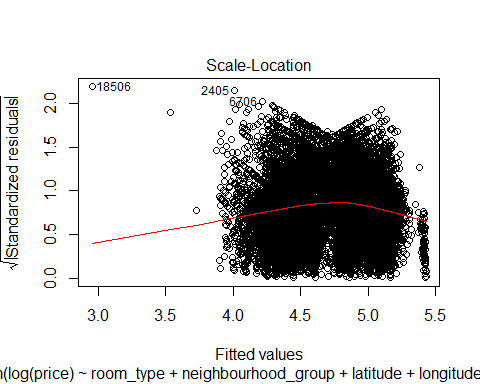 Scale-Location
√|Standardized residuals|
2.0
1.5
1.0
0.5
0.0
18506
2405
6706
3.0 3.5 4.0 4.5 5.0 5.5
Fitted values
n(log(price) ~ room_type + neighbourhood_group + latitude + longitude